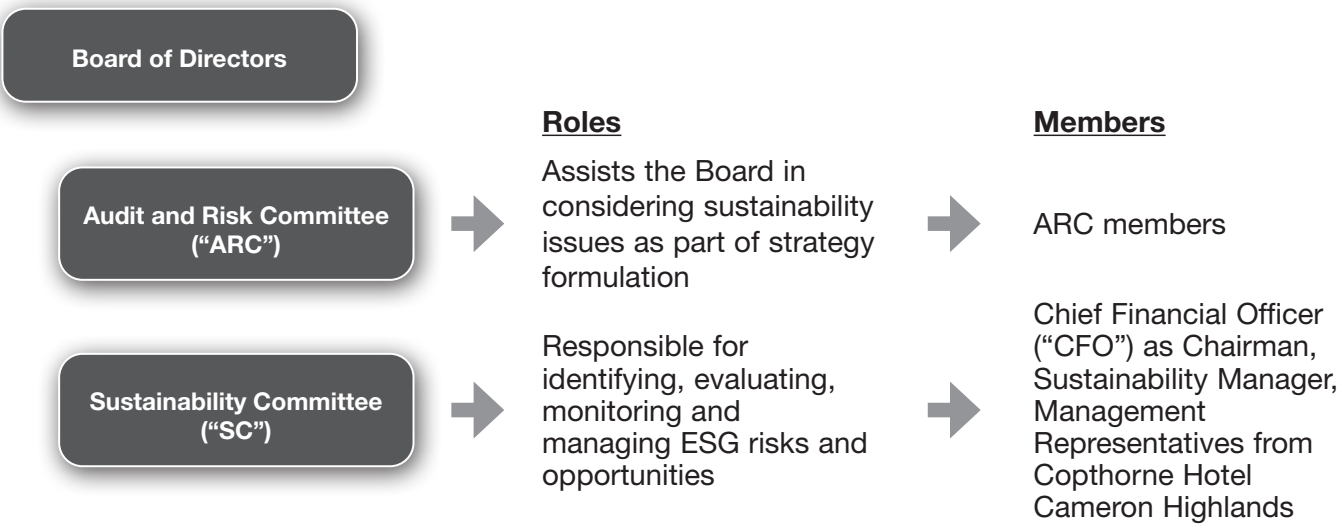 Board of Directors
Roles
Members
Audit and Risk Committee
(“ARC”)
Assists the Board in
considering sustainability
issues as part of strategy
formulation
ARC members
Sustainability Committee
(“SC”)
Responsible for
identifying, evaluating,
monitoring and
managing ESG risks and
opportunities
Chief Financial Officer
(“CFO”) as Chairman,
Sustainability Manager,
Management
Representatives from
Copthorne Hotel
Cameron Highlands